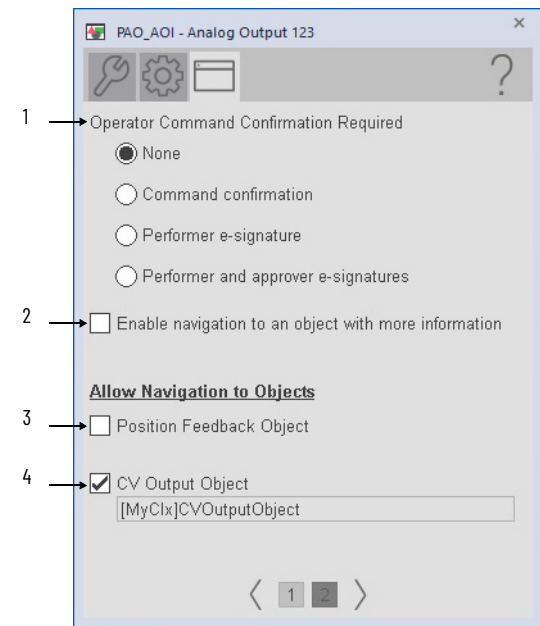 PAO_AOI - Analog Output 123
×
?
1
Operator Command Confirmation Required
None
Command confirmation
Performer e-signature
Performer and approver e-signatures
2
Enable navigation to an object with more information
Allow Navigation to Objects
3
Position Feedback Object
4
CV Output Object
[MyClx]CVOutputObject
1 2